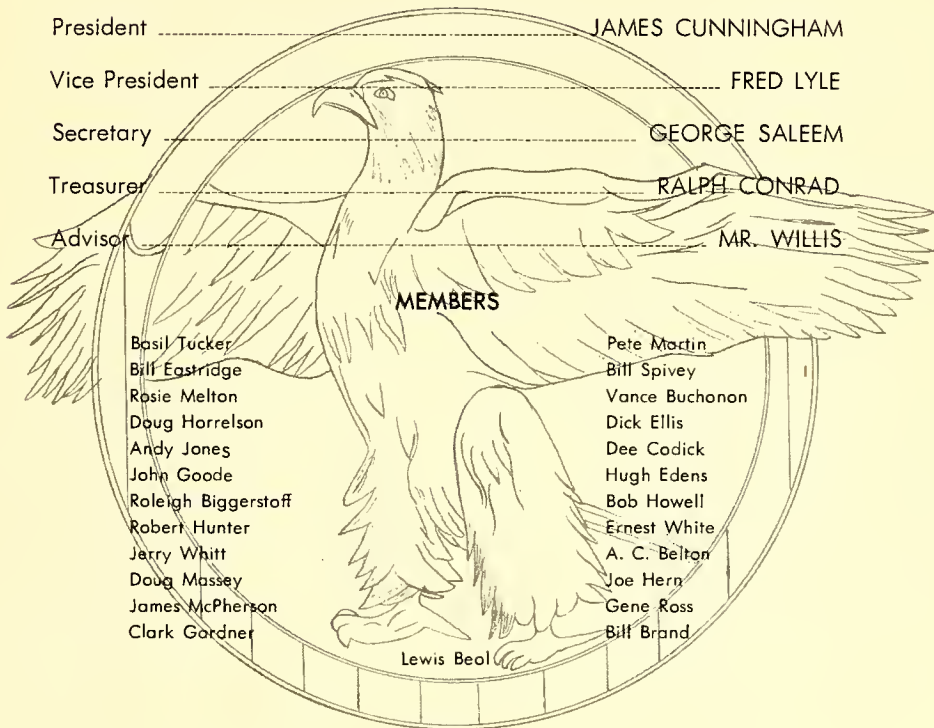 President JAMES CUNNINGHAM
Vice President FRED LYLE
Secretary GEORGE SALEEM
Treasurer RALPH CONRAD
Advisor MR. WILLIS
MEMBERS
Basil Tucker
Bill Eastridge
Rosie Melton
Doug Horrelson
Andy Jones
John Goode
Roleigh Biggerstoff
Robert Hunter
Jerry Whitt
Doug Massey
James McPherson
Clark Gardner
Pete Martin
Bill Spivey
Vance Buchonon
Dick Ellis
Dee Codick
Hugh Edens
Bob Howell
Ernest White
A. C. Belton
Joe Hern
Gene Ross
Bill Brand
Lewis Beol